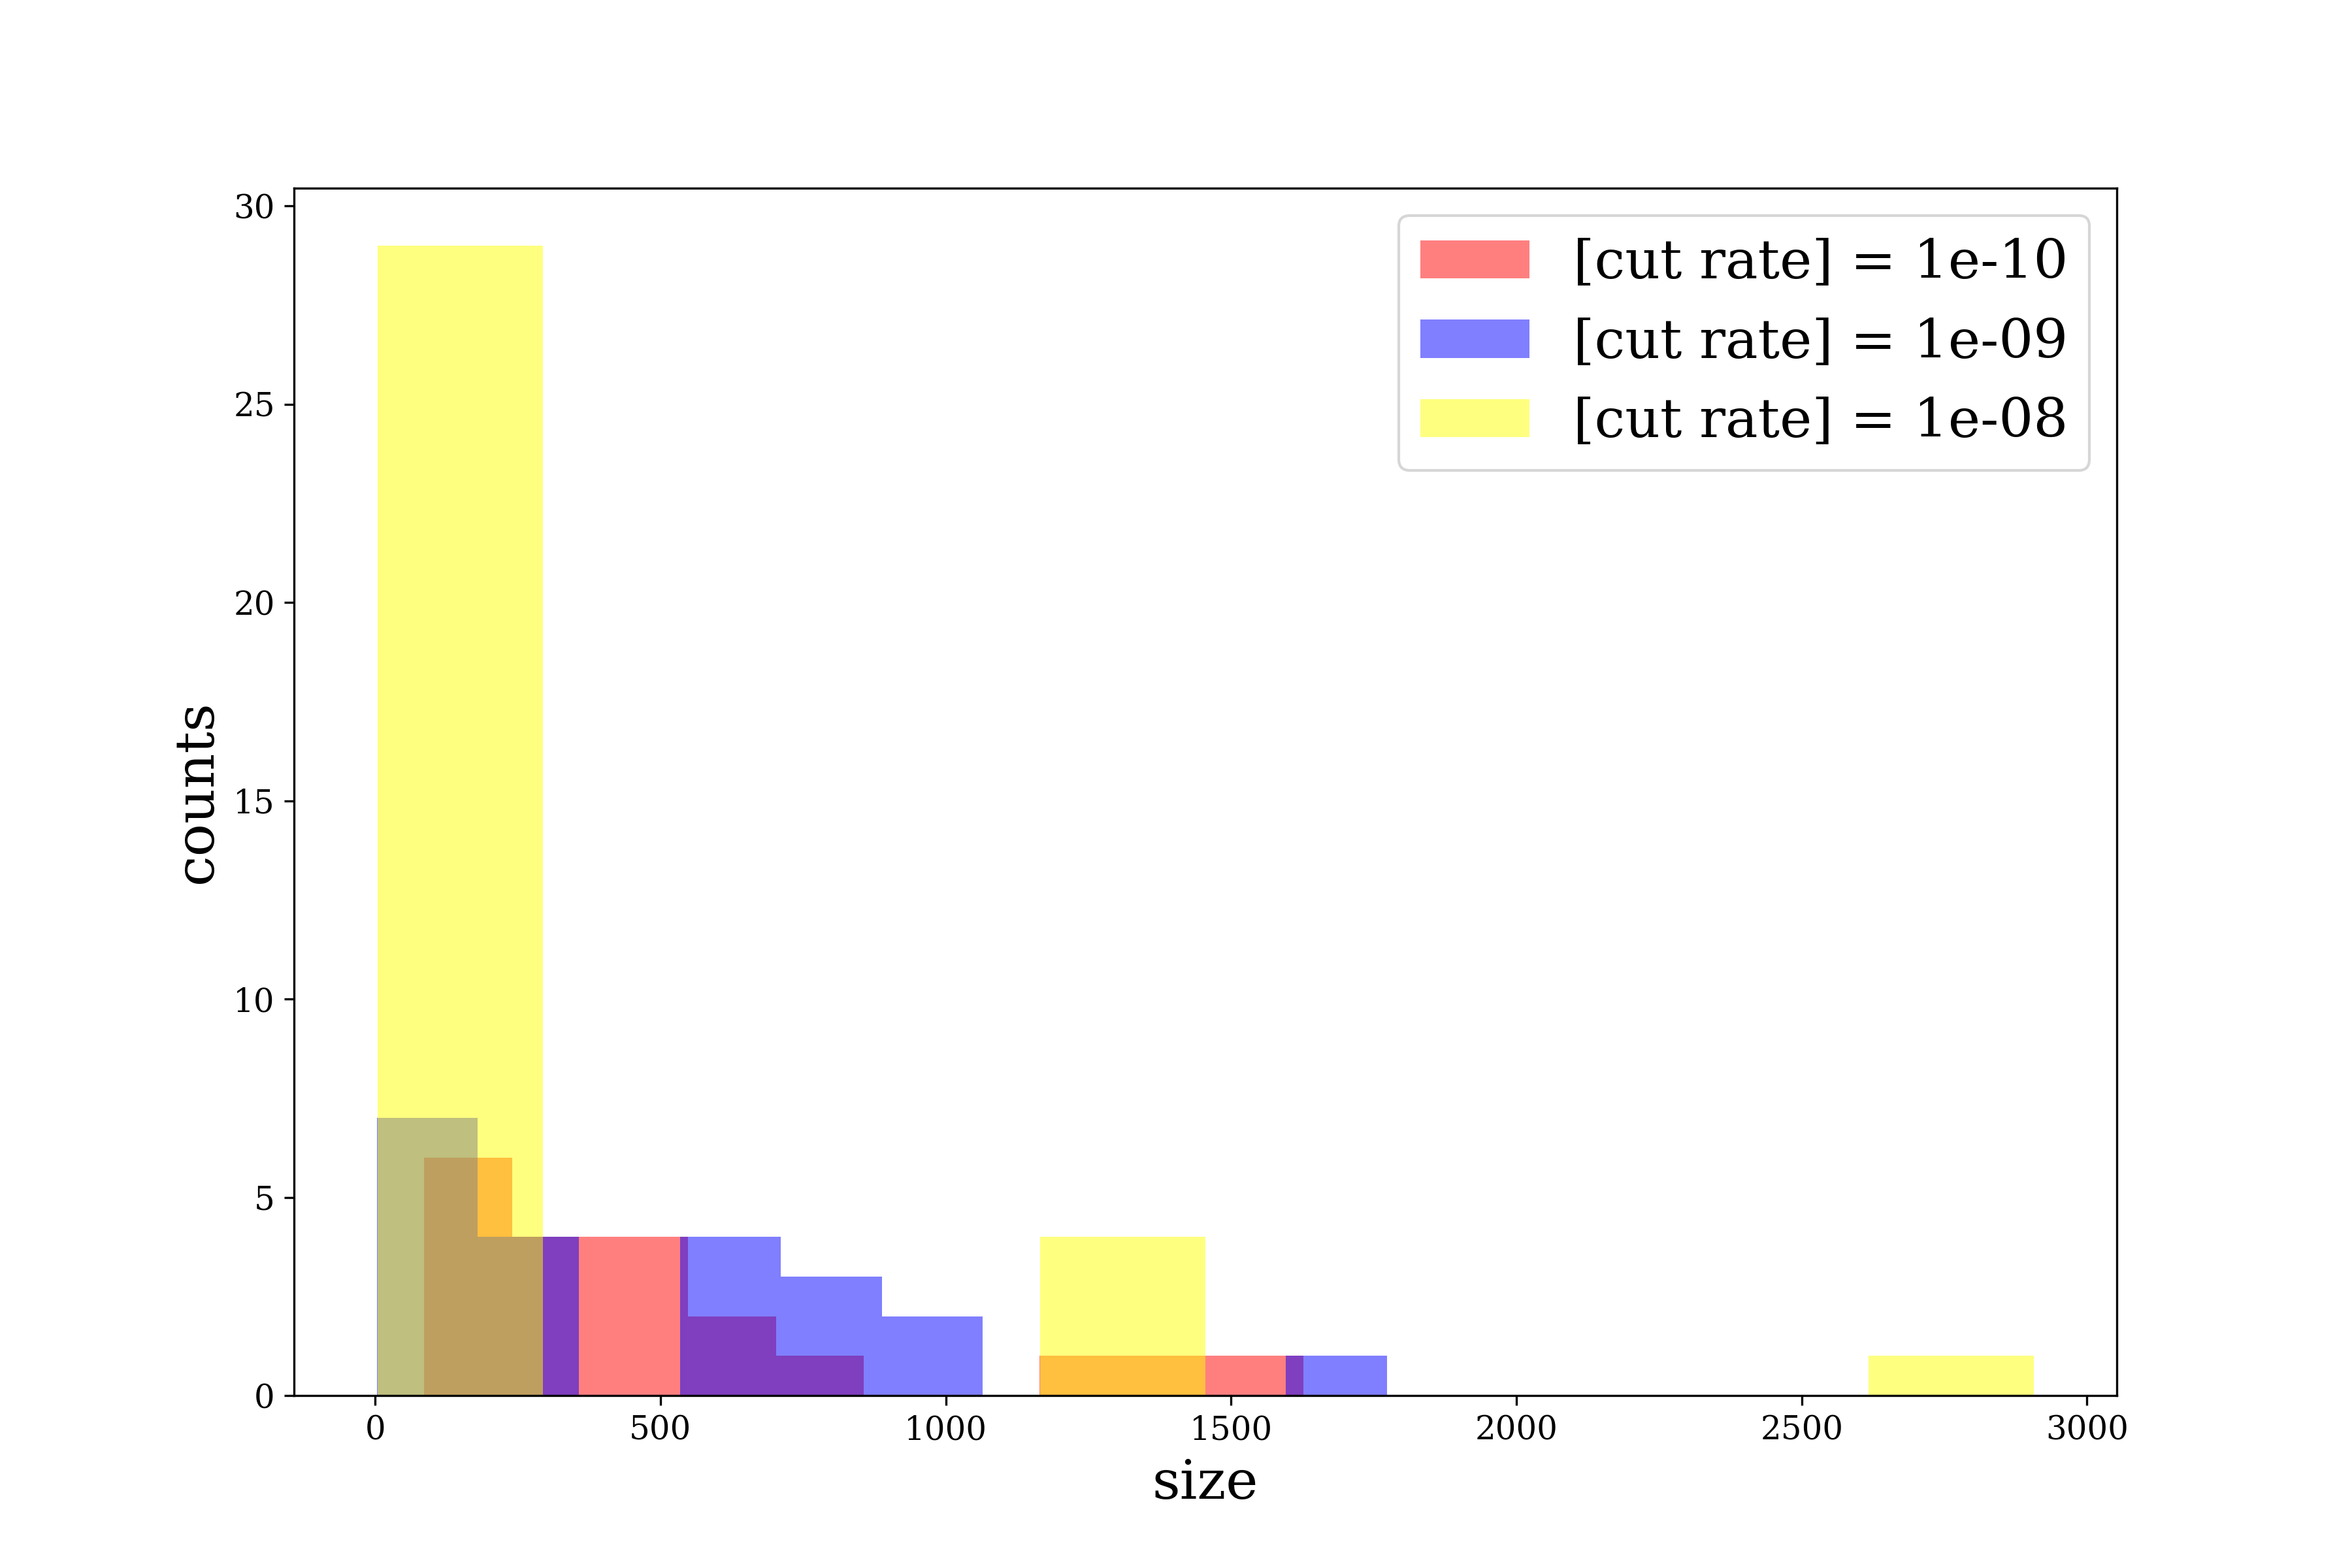 30
25
20
15
10
5
0
counts
[cut rate] = 1e-10
[cut rate] = 1e-09
[cut rate] = 1e-08
0 500 1000 1500 2000 2500 3000
size